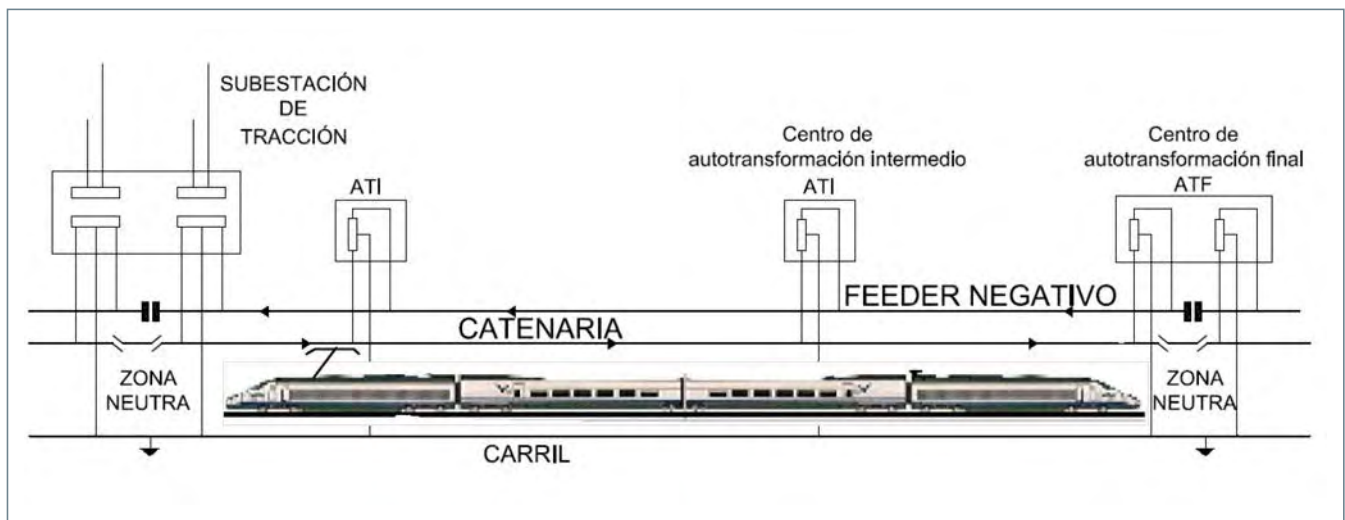 SUBESTACIÓN
DE
TRACCIÓN
ATI
Centro de
autotransformación intermedio
ATI
Centro de
autotransformación final
ATF
FEEDER NEGATIVO
CATENARIA
ZONA
NEUTRA
ZONA
NEUTRA
CARRIL